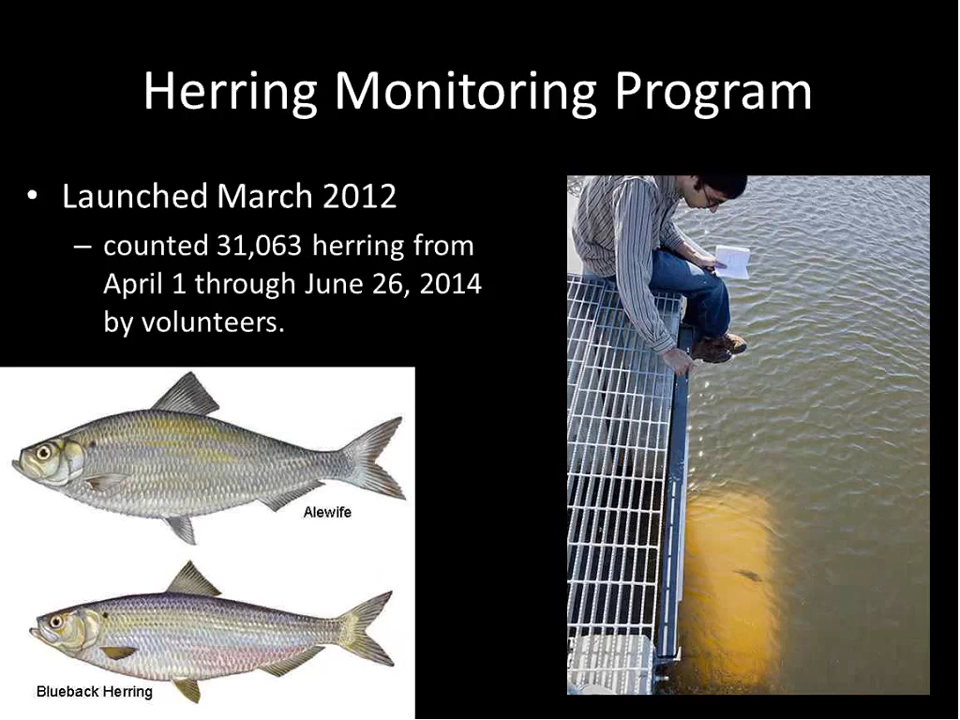 Herring Monitoring Program
• Launched March 2012
– counted 31,063 herring from
April 1 through June 26, 2014
by volunteers.
Alewife
Blueback Herring